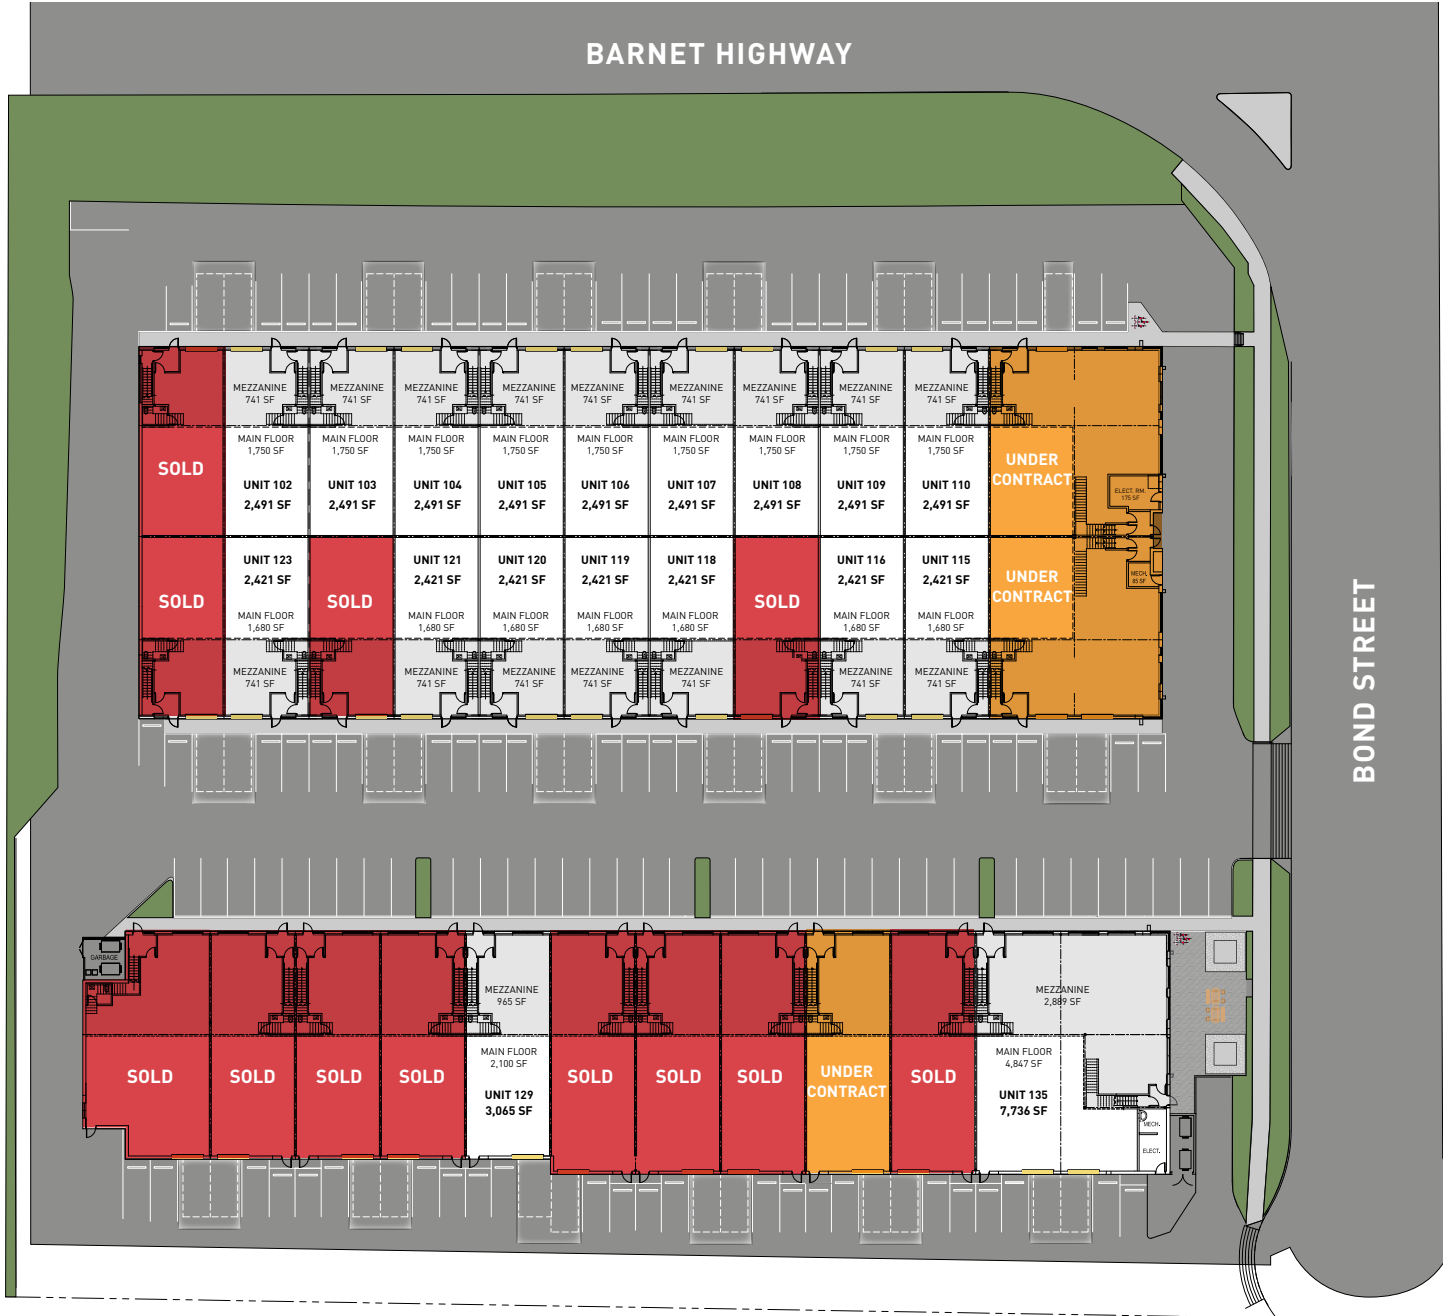 BARNET HIGHWAY
MEZZANINE
741 SF
MEZZANINE
741 SF
MEZZANINE
741 SF
MEZZANINE
741 SF
MEZZANINE
741 SF
MEZZANINE
741 SF
MEZZANINE
741 SF
MEZZANINE
741 SF
MEZZANINE
741 SF
SOLD
MAIN FLOOR
1,750 SF
UNIT 102
2,491 SF
MAIN FLOOR
1,750 SF
UNIT 103
2,491 SF
MAIN FLOOR
1,750 SF
UNIT 104
2,491 SF
MAIN FLOOR
1,750 SF
UNIT 105
2,491 SF
MAIN FLOOR
1,750 SF
UNIT 106
2,491 SF
MAIN FLOOR
1,750 SF
UNIT 107
2,491 SF
MAIN FLOOR
1,750 SF
UNIT 108
2,491 SF
MAIN FLOOR
1,750 SF
UNIT 109
2,491 SF
MAIN FLOOR
1,750 SF
UNIT 110
2,491 SF
UNDER
CONTRACT
ELECT. RM.
175 SF
SOLD
UNIT 123
2,421 SF
MAIN FLOOR
1,680 SF
SOLD
UNIT 121
2,421 SF
MAIN FLOOR
1,680 SF
UNIT 120
2,421 SF
MAIN FLOOR
1,680 SF
UNIT 119
2,421 SF
MAIN FLOOR
1,680 SF
UNIT 118
2,421 SF
MAIN FLOOR
1,680 SF
SOLD
UNIT 116
2,421 SF
MAIN FLOOR
1,680 SF
UNIT 115
2,421 SF
MAIN FLOOR
1,680 SF
UNDER
CONTRACT
MECH.
85 SF
MEZZANINE
741 SF
MEZZANINE
741 SF
MEZZANINE
741 SF
MEZZANINE
741 SF
MEZZANINE
741 SF
MEZZANINE
741 SF
MEZZANINE
741 SF
BOND STREET
GARBAGE
MEZZANINE
965 SF
MEZZANINE
2,889 SF
SOLD
SOLD
SOLD
SOLD
MAIN FLOOR
2,100 SF
UNIT 129
3,065 SF
SOLD
SOLD
SOLD
UNDER
CONTRACT
SOLD
MAIN FLOOR
4,847 SF
UNIT 135
7,736 SF
MECH.
ELECT.